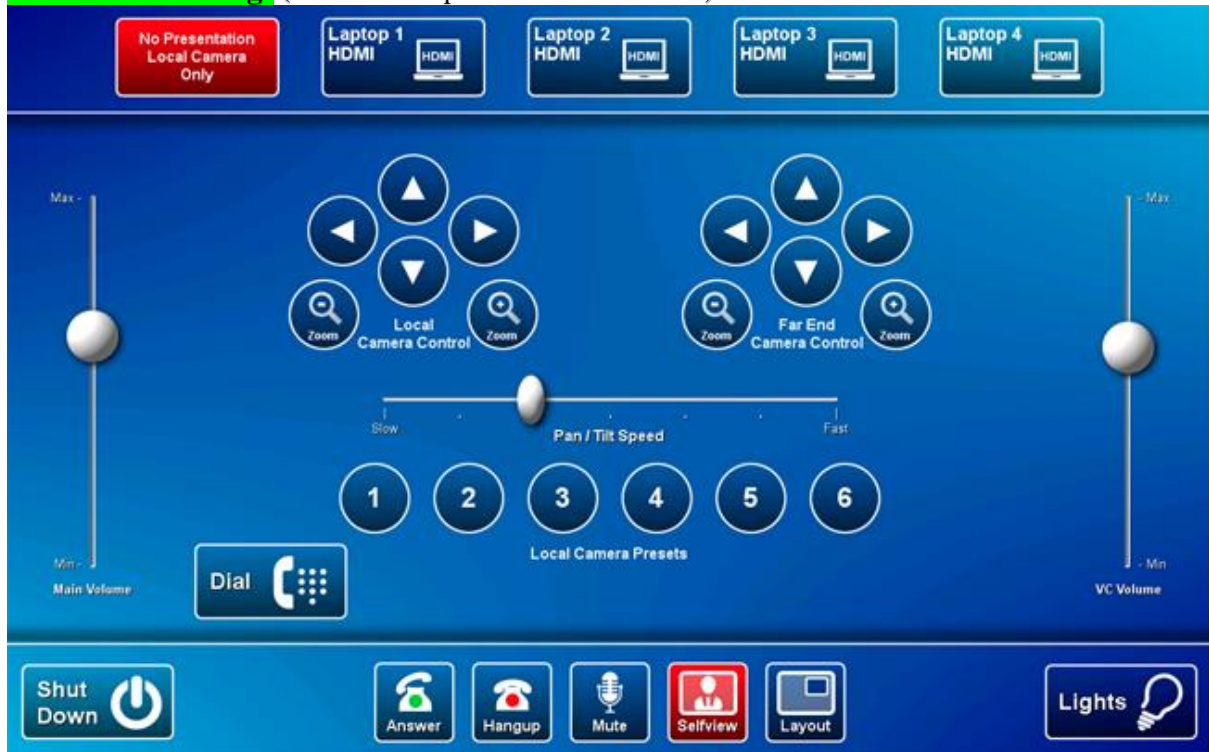 No Presentation
Local Camera
Only
Laptop 1
HDMI
HDMI
Laptop 2
HDMI
HDMI
Laptop 3
HDMI
HDMI
Laptop 4
HDMI
HDMI
Max -
- Max
Zoom
Local
Camera Control
Zoom
Zoom
Far End
Camera Control
Zoom
Slow
Pan / Tilt Speed
Fast
1
2
3
4
5
6
Local Camera Presets
Min -
Main Volume
- Min
VC Volume
Dial
Shut
Down
Answer
Hangup
Mute
Selfview
Layout
Lights